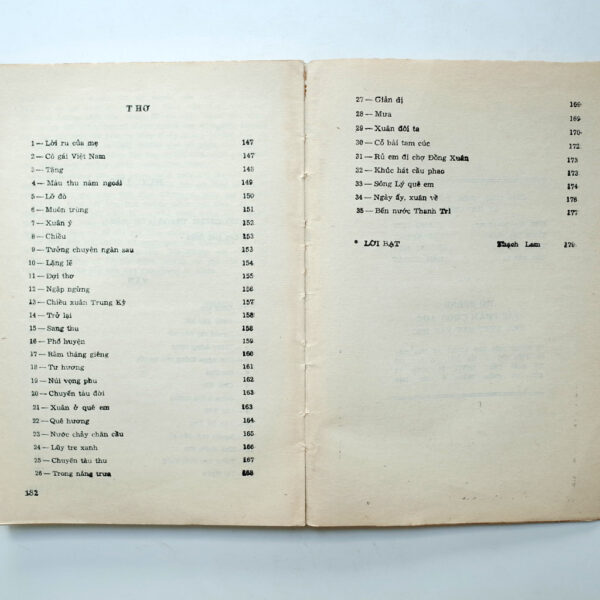 THƠ
1 — Lời ru của mẹ 147
2 — Cô gái Việt Nam 147
3 — Tặng 148
4 — Màu thu năm ngoái 149
5 — Lỡ đò 150
6 — Muôn trùng 151
7 — Xuân ý 152
8 — Chiều 153
9 — Tưởng chuyện ngàn sau 153
10 — Lặng lẽ 154
11 — Đợi thơ 155
12 — Ngập ngừng 156
13 — Chiều xuân Trung Kỳ 157
14 — Trở lại 158
15 — Sang thu 158
16 — Phố huyện 159
17 — Rằm tháng giêng 160
18 — Tư hương 161
19 — Núi vọng phu 162
20 — Chuyến tàu đời 163
21 — Xuân ở quê em 163
22 — Quê hương 164
23 — Nước chảy chân cầu 165
24 — Lũy tre xanh 166
25 — Chuyến tàu thu 167
26 — Trong nắng trưa 168
182
27 — Giản dị 169
28 — Mưa 169
29 — Xuân đôi ta 170
30 — Cỗ bài tam cúc 172
31 — Rủ em đi chợ Đồng Xuân 173
32 — Khúc hát cầu phao 173
33 — Sông Lý quê em 174
34 — Ngày ấy, xuân về 176
35 — Bến nước Thanh Trì 177
* LỜI BẠT Thạch Lam 179